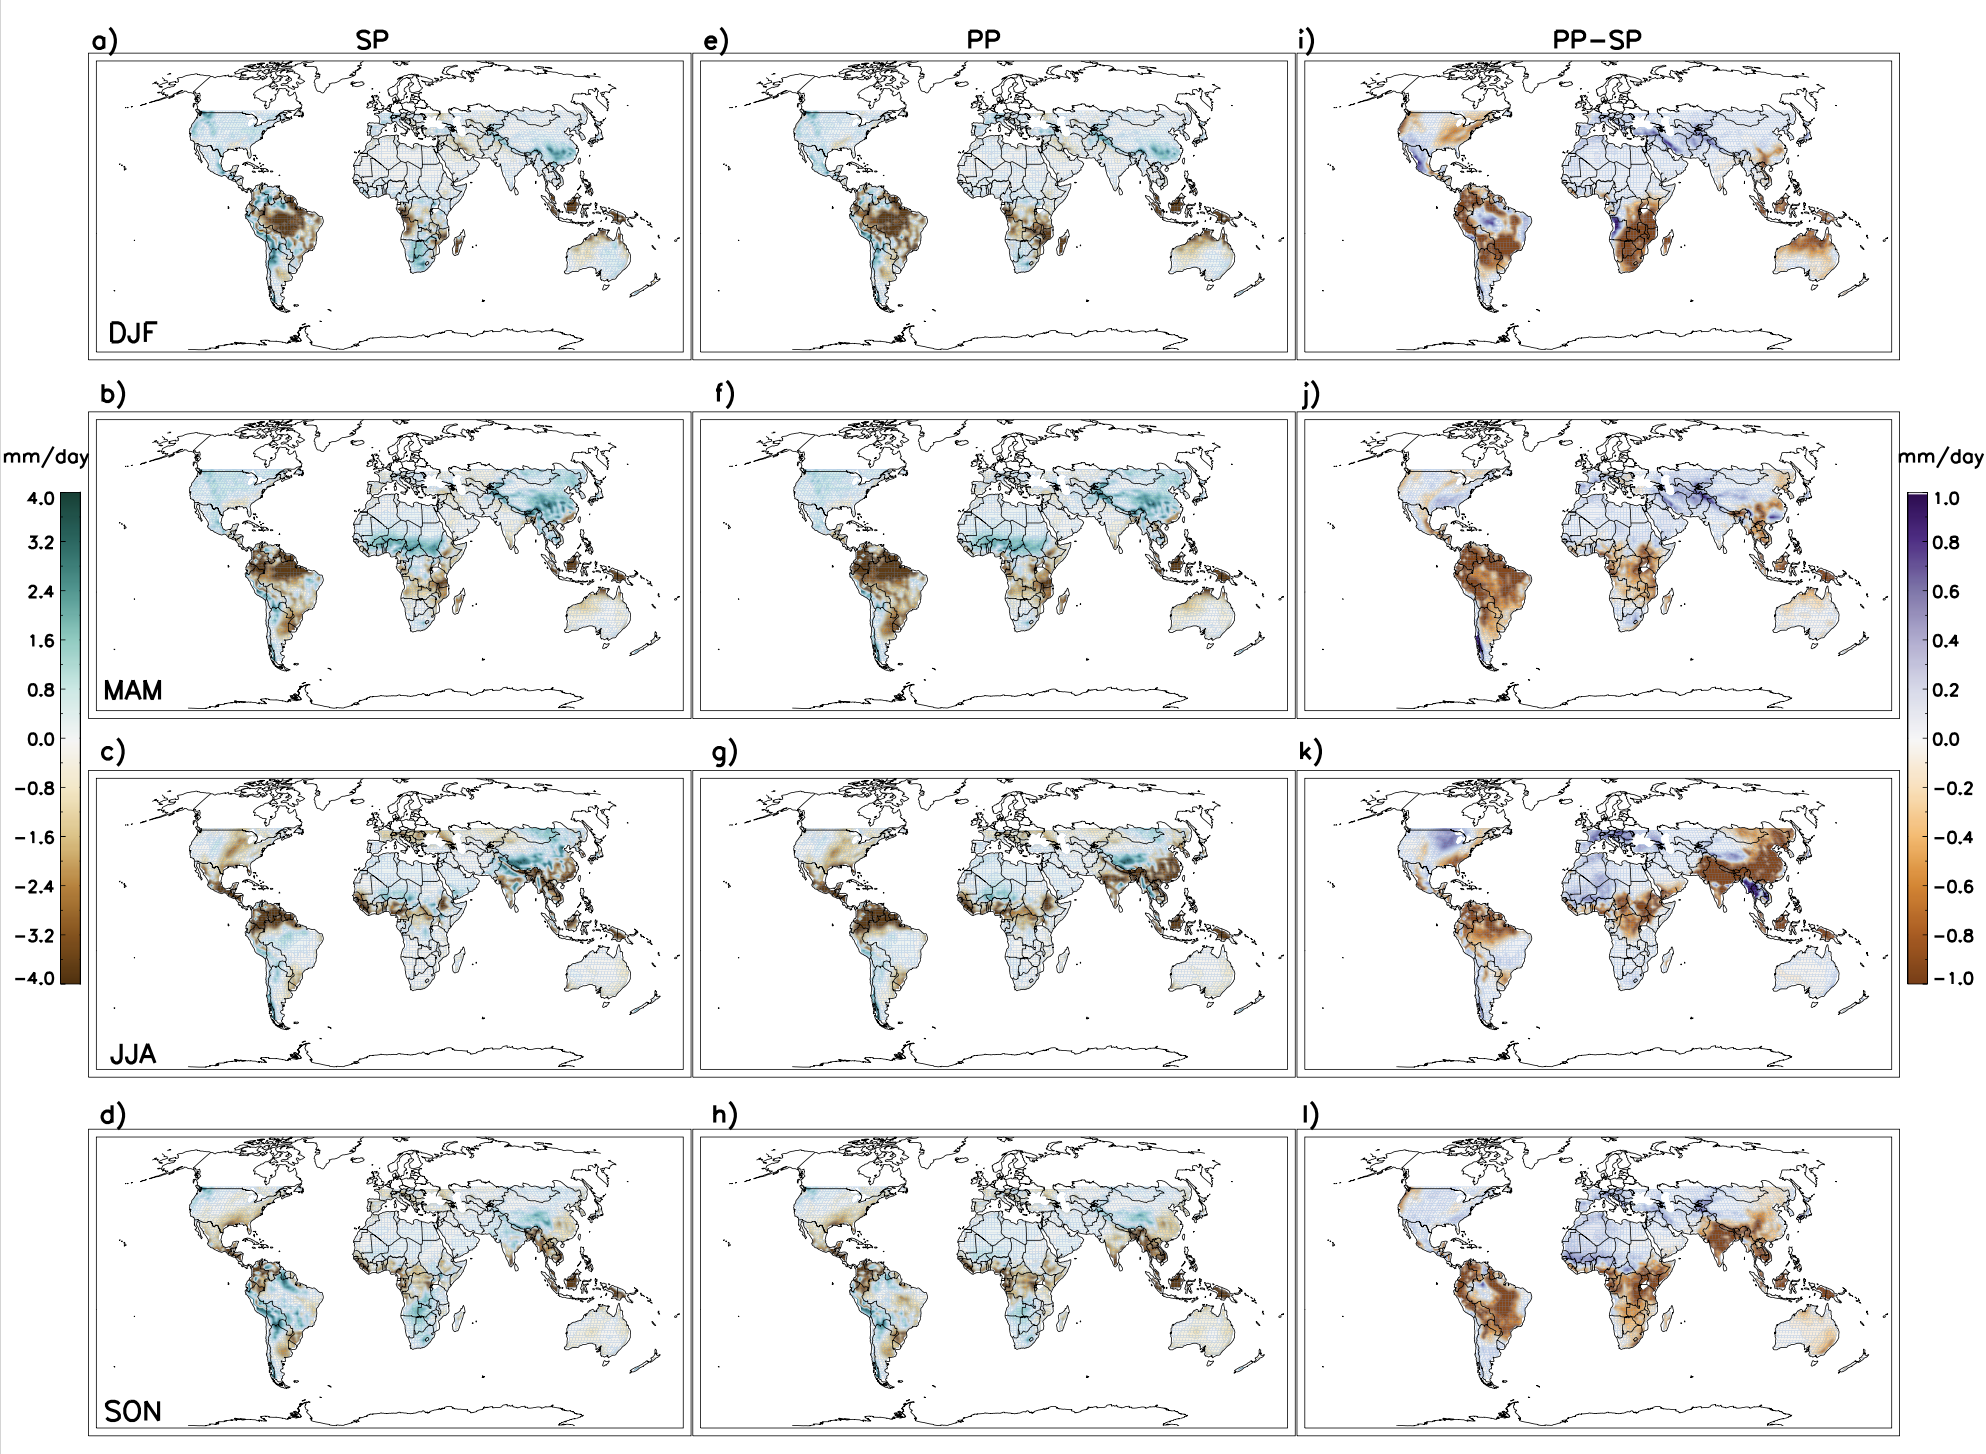 a) SP e) PP i) PP-SP
DJF
b) f) j)
MAM
c) g) k)
JJA
d) h) l)
SON
mm/day
4.0
3.2
2.4
1.6
0.8
0.0
-0.8
-1.6
-2.4
-3.2
-4.0
mm/day
1.0
0.8
0.6
0.4
0.2
0.0
-0.2
-0.4
-0.6
-0.8
-1.0